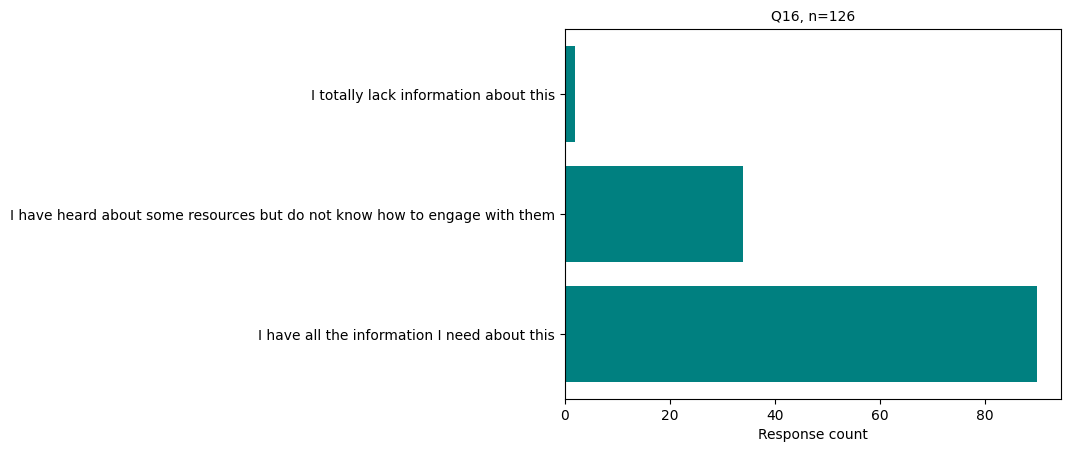 Q16, n=126
I totally lack information about this
I have heard about some resources but do not know how to engage with them
I have all the information I need about this
0 20 40 60 80
Response count